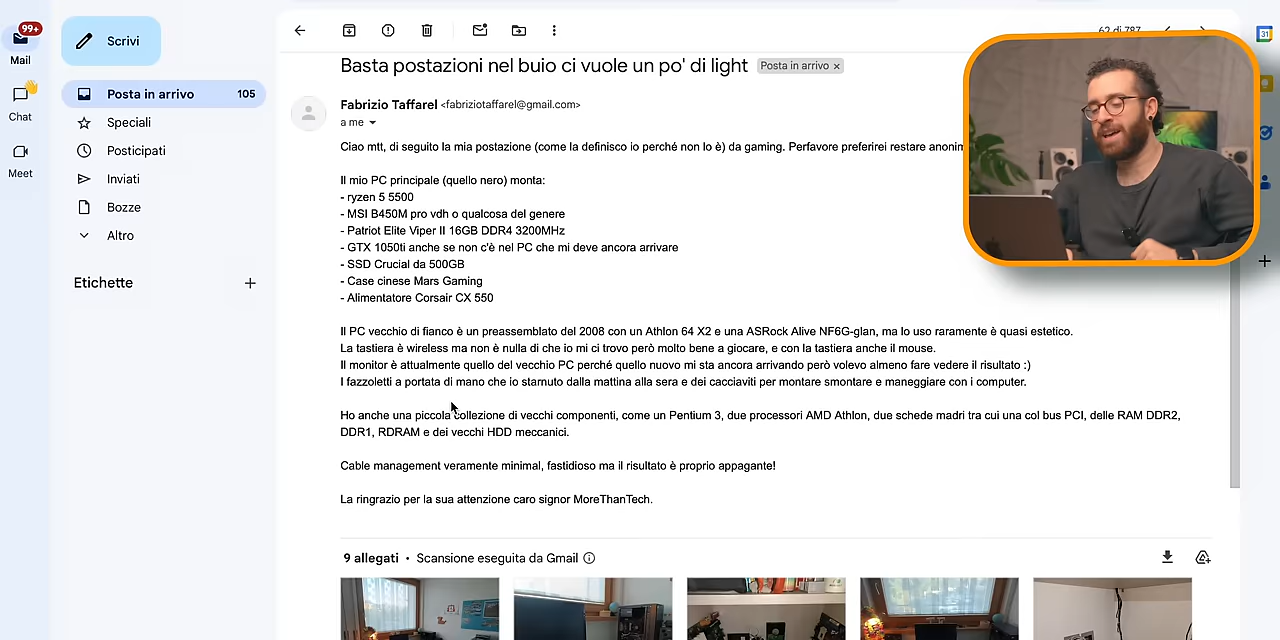 99+
Mail
Chat
Meet
Scrivi
Posta in arrivo 105
Speciali
Posticipati
Inviati
Bozze
Altro
Etichette +
Basta postazioni nel buio ci vuole un po' di light Posta in arrivo ×
Fabrizio Taffarel <fabriziotaffarel@gmail.com>
a me
Ciao mtt, di seguito la mia postazione (come la definisco io perché non lo è) da gaming. Perfavore preferirei restare
Il mio PC principale (quello nero) monta:
- ryzen 5 5500
- MSI B450M pro vdh o qualcosa del genere
- Patriot Elite Viper II 16GB DDR4 3200MHz
- GTX 1050ti anche se non c'è nel PC che mi deve ancora arrivare
- SSD Crucial da 500GB
- Case cinese Mars Gaming
- Alimentatore Corsair CX 550
Il PC vecchio di fianco è un preassemblato del 2008 con un Athlon 64 X2 e una ASRock Alive NF6G-glan, ma lo uso raramente è quasi estetico.
La tastiera è wireless ma non è nulla di che io mi ci trovo però molto bene a giocare, e con la tastiera anche il mouse.
Il monitor è attualmente quello del vecchio PC perché quello nuovo mi sta ancora arrivando però volevo almeno fare vedere il risultato :)
I fazzoletti a portata di mano che io starnuto dalla mattina alla sera e dei cacciaviti per montare smontare e maneggiare con i computer.
Ho anche una piccola collezione di vecchi componenti, come un Pentium 3, due processori AMD Athlon, due schede madri tra cui una col bus PCI, delle RAM DDR2,
DDR1, RDRAM e dei vecchi HDD meccanici.
Cable management veramente minimal, fastidioso ma il risultato è proprio appagante!
La ringrazio per la sua attenzione caro signor MoreThanTech.
9 allegati • Scansione eseguita da Gmail
31